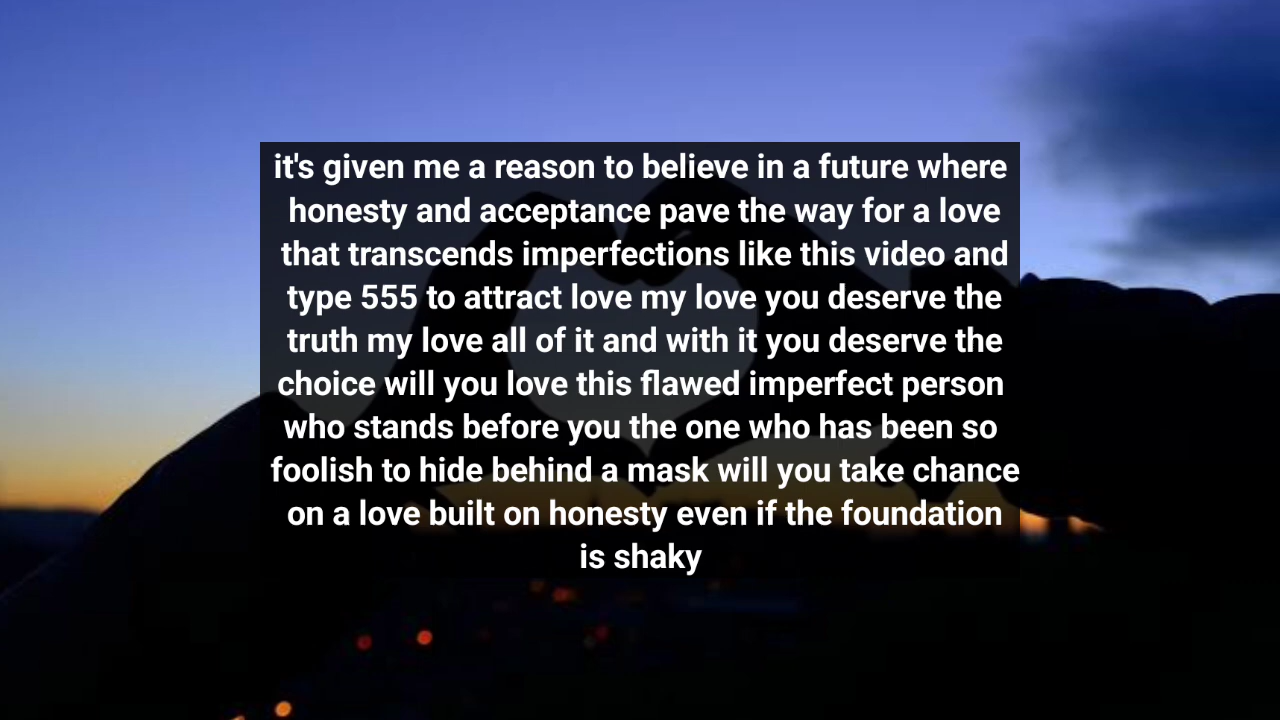 it's given me a reason to believe in a future where
honesty and acceptance pave the way for a love
that transcends imperfections like this video and
type 555 to attract love my love you deserve the
truth my love all of it and with it you deserve the
choice will you love this flawed imperfect person
who stands before you the one who has been so
foolish to hide behind a mask will you take chance
on a love built on honesty even if the foundation
is shaky